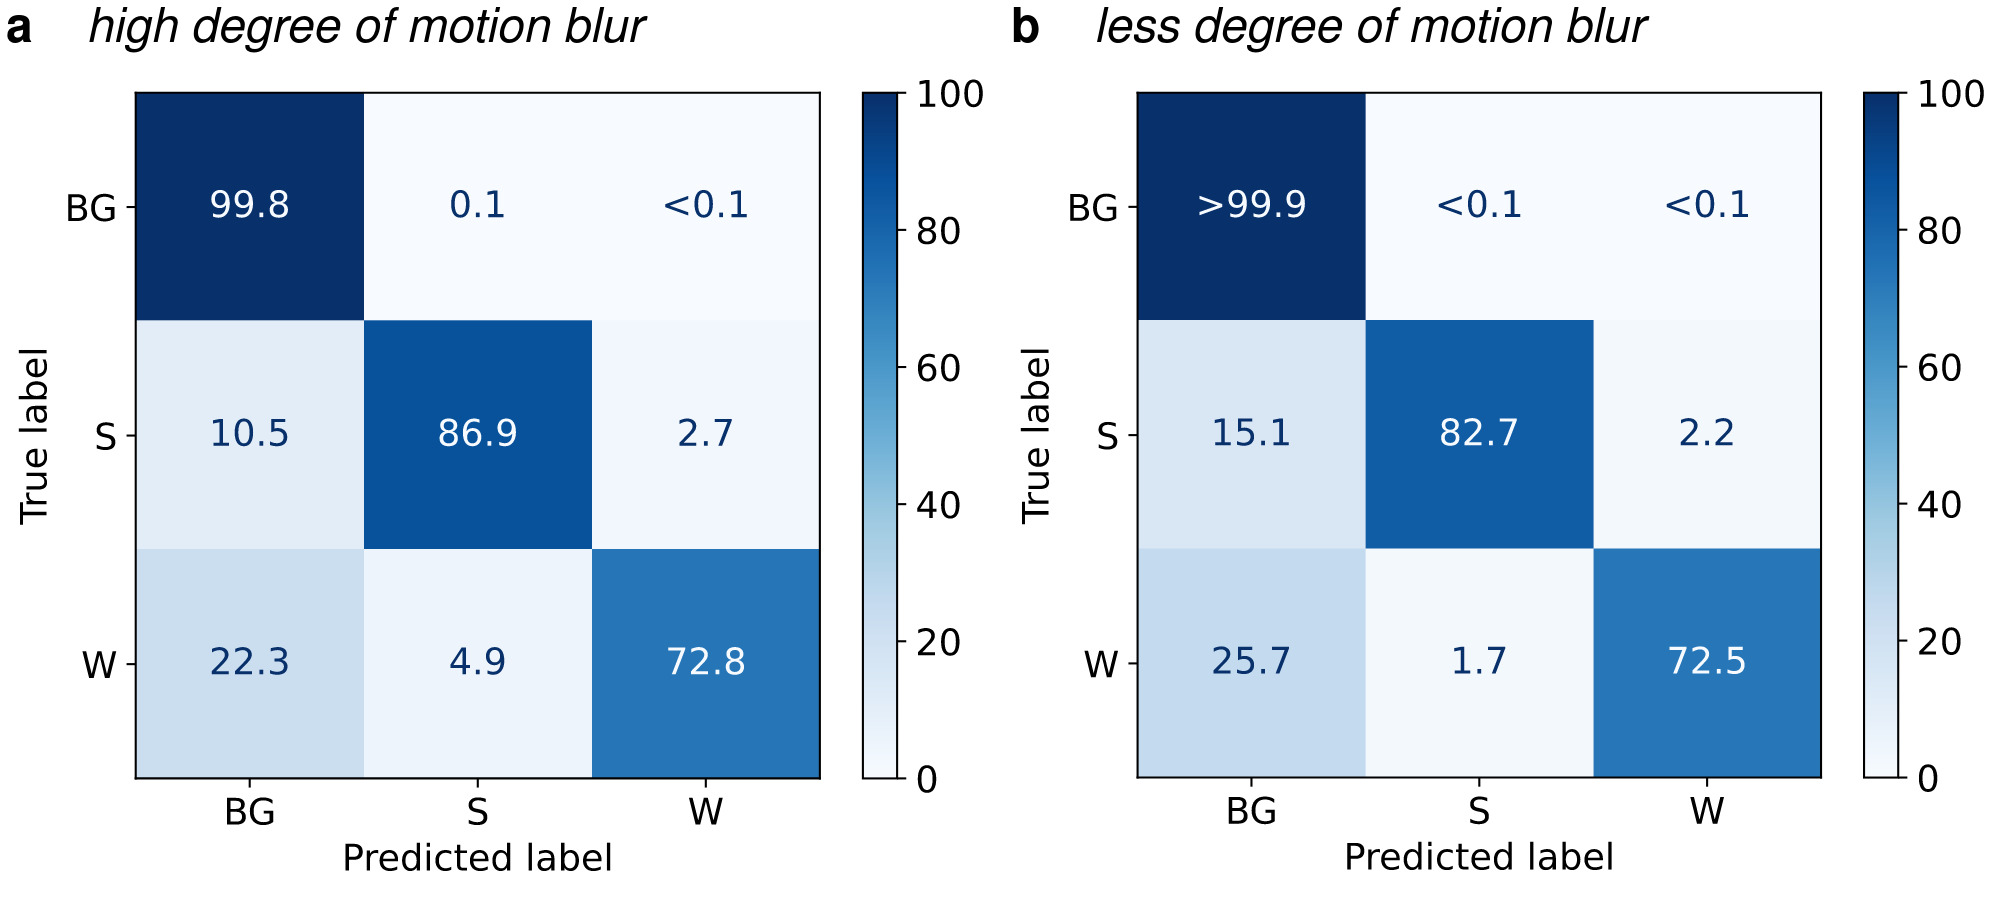 a high degree of motion blur
100
80
60
40
20
0
BG
S
W
True label
99.8 0.1 <0.1
10.5 86.9 2.7
22.3 4.9 72.8
BG S W
Predicted label
b less degree of motion blur
100
80
60
40
20
0
BG
S
W
True label
>99.9 <0.1 <0.1
15.1 82.7 2.2
25.7 1.7 72.5
BG S W
Predicted label